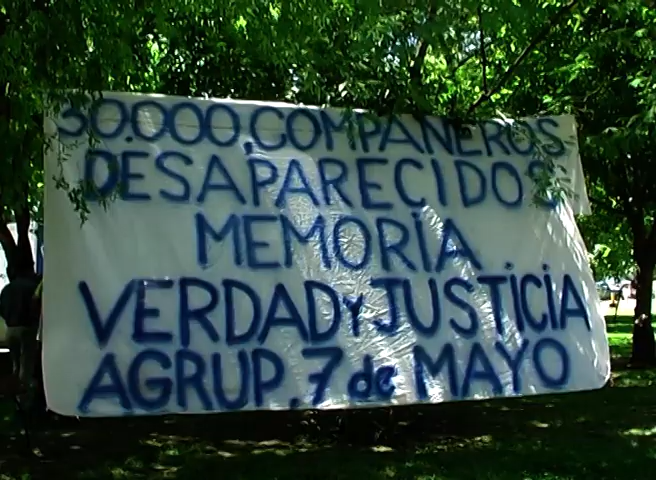 30.000 COMPAÑEROS
DESAPARECIDOS
MEMORIA
VERDAD Y JUSTICIA
AGRUP. 7 de MAYO